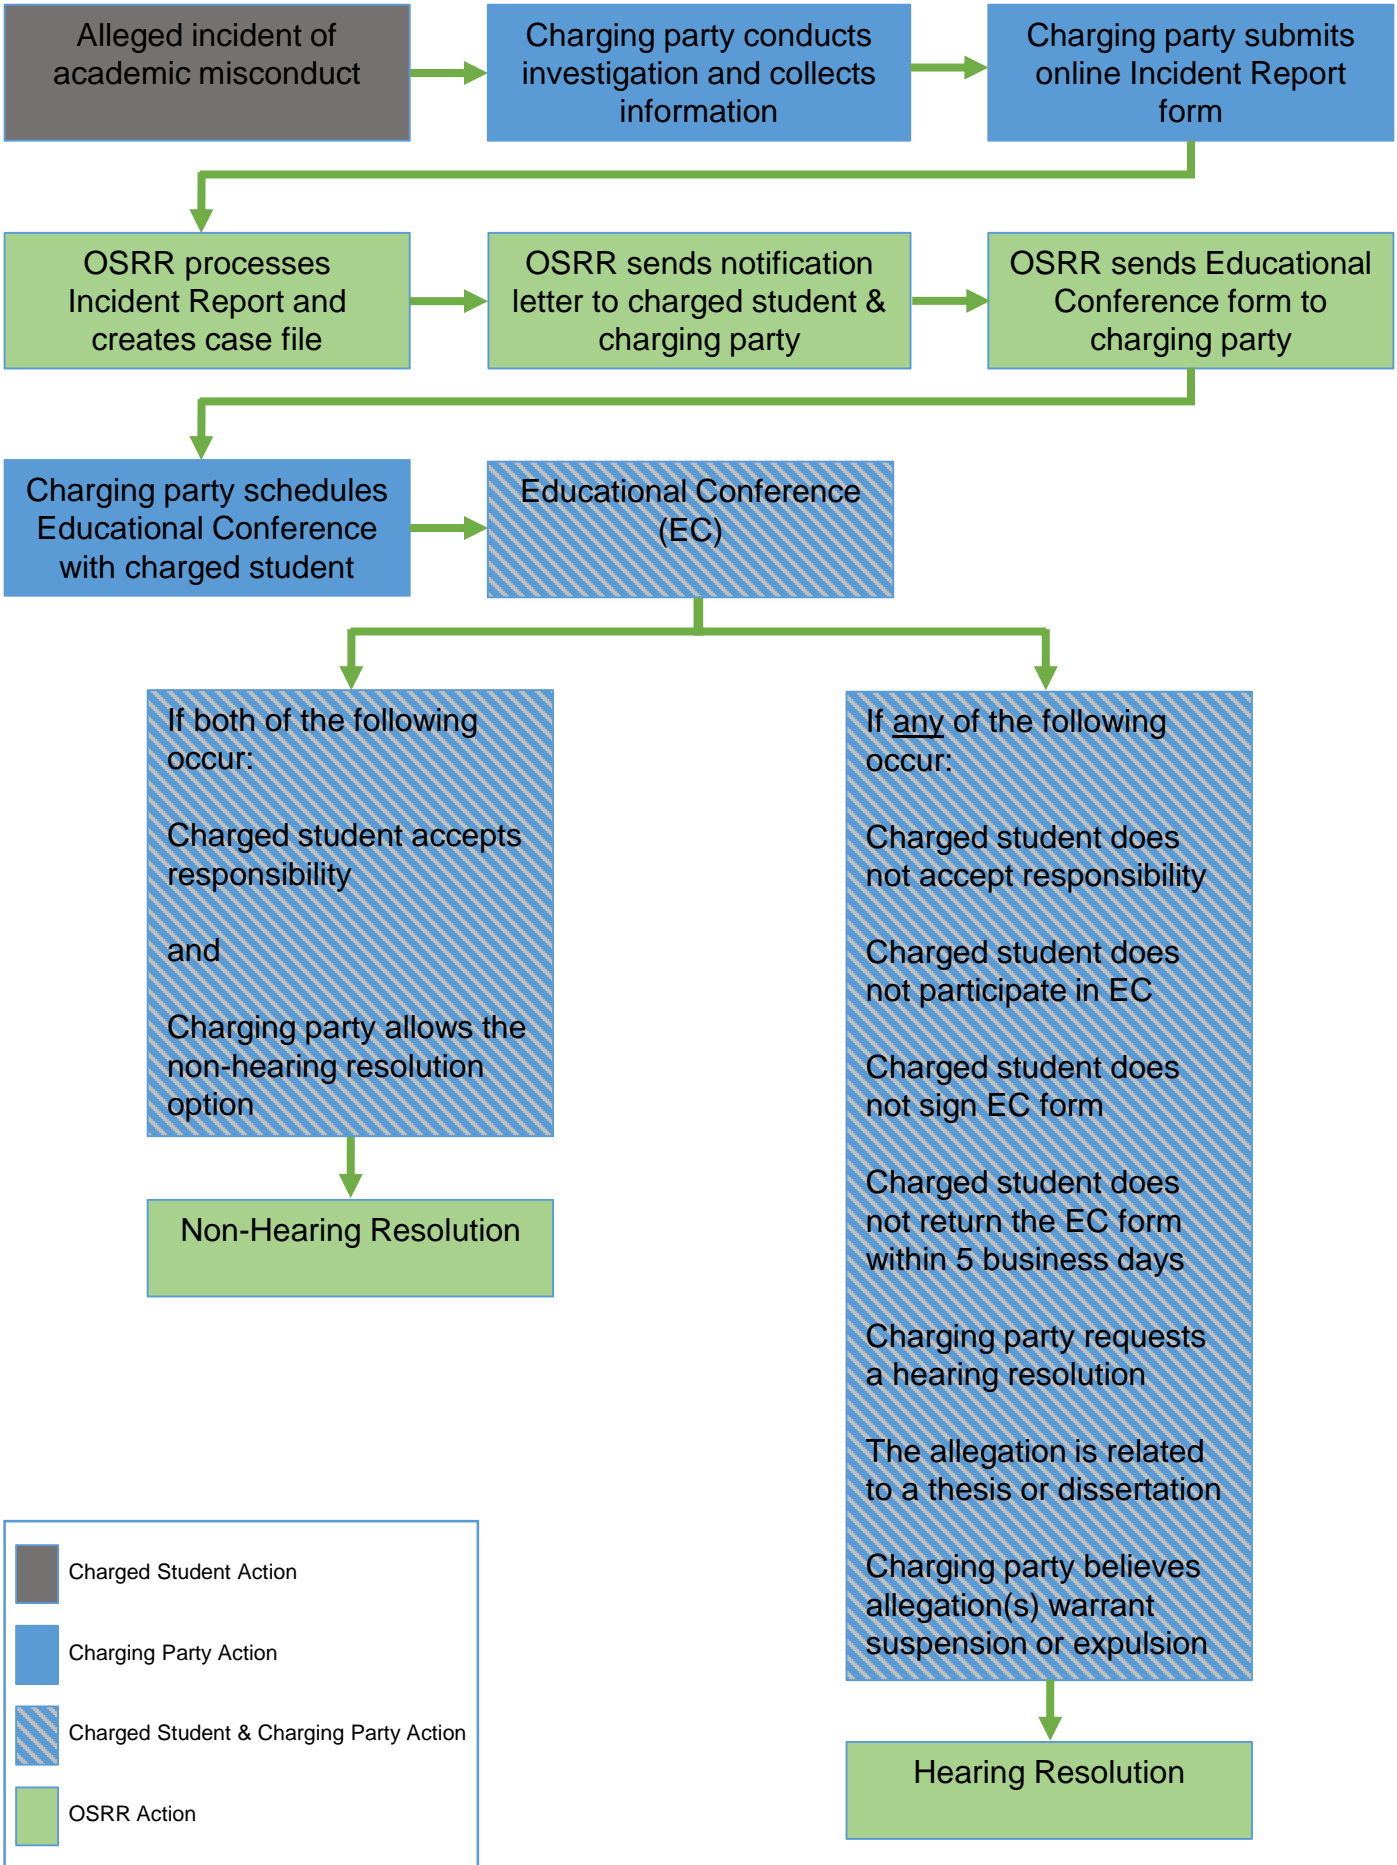 Alleged incident of
academic misconduct
Charging party conducts
investigation and collects
information
Charging party submits
online Incident Report
form
OSRR processes
Incident Report and
creates case file
OSRR sends notification
letter to charged student &
charging party
OSRR sends Educational
Conference form to
charging party
Charging party schedules
Educational Conference
with charged student
Educational Conference
(EC)
If both of the following
occur:
Charged student accepts
responsibility
and
Charging party allows the
non-hearing resolution
option
Non-Hearing Resolution
If any of the following
occur:
Charged student does
not accept responsibility
Charged student does
not participate in EC
Charged student does
not sign EC form
Charged student does
not return the EC form
within 5 business days
Charging party requests
a hearing resolution
The allegation is related
to a thesis or dissertation
Charging party believes
allegation(s) warrant
suspension or expulsion
Hearing Resolution
Charged Student Action
Charging Party Action
Charged Student & Charging Party Action
OSRR Action